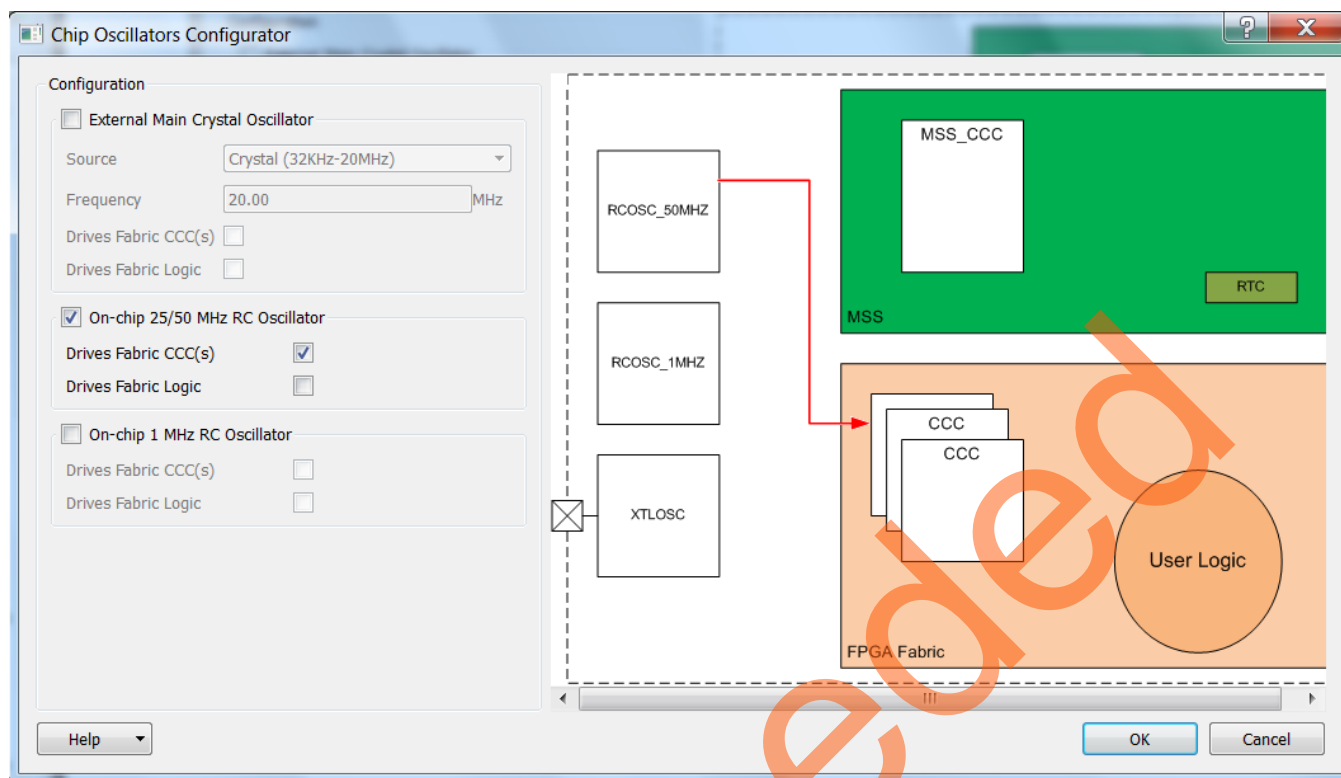 Chip Oscillators Configurator
?
X
Configuration
External Main Crystal Oscillator
Source
Crystal (32KHz-20MHz)
Frequency
20.00
MHz
Drives Fabric CCC(s)
Drives Fabric Logic
On-chip 25/50 MHz RC Oscillator
Drives Fabric CCC(s)
Drives Fabric Logic
On-chip 1 MHz RC Oscillator
Drives Fabric CCC(s)
Drives Fabric Logic
RCOSC_50MHZ
RCOSC_1MHZ
XTLOSC
MSS_CCC
RTC
MSS
CCC
CCC
User Logic
FPGA Fabric
eded
Help
OK
Cancel